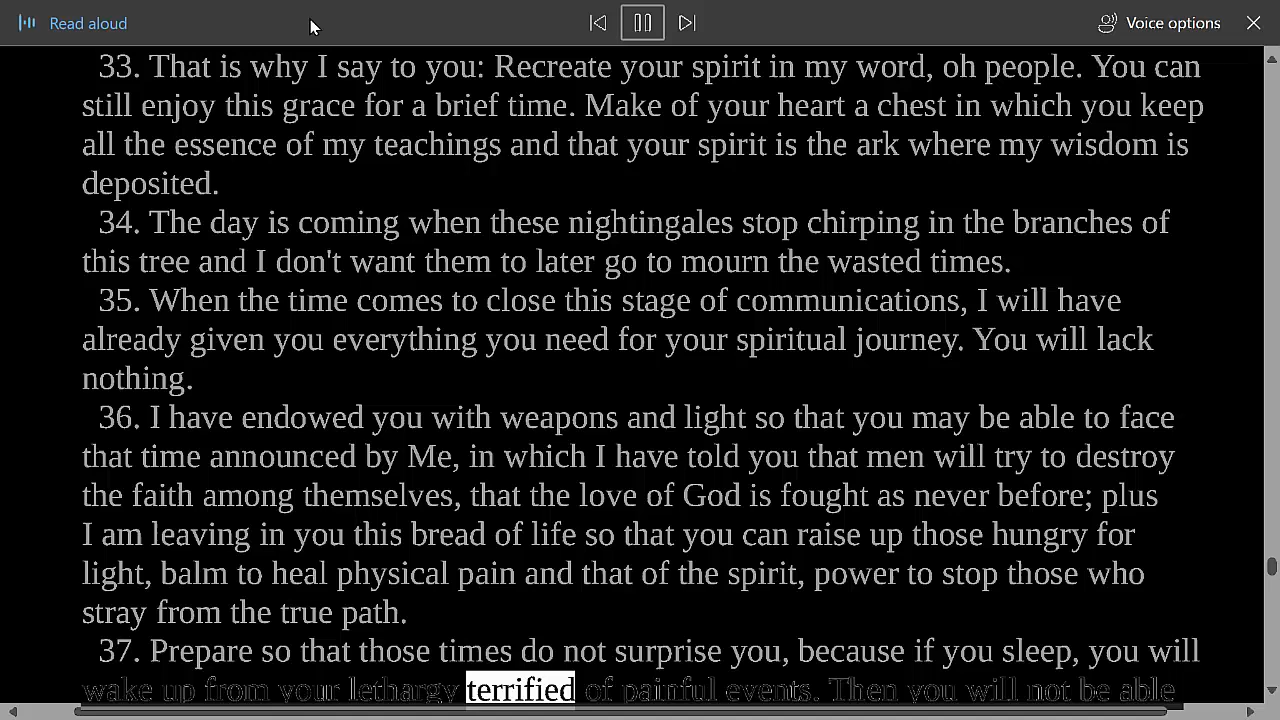 Read aloud
Voice options
33. That is why I say to you: Recreate your spirit in my word, oh people. You can
still enjoy this grace for a brief time. Make of your heart a chest in which you keep
all the essence of my teachings and that your spirit is the ark where my wisdom is
deposited.
34. The day is coming when these nightingales stop chirping in the branches of
this tree and I don't want them to later go to mourn the wasted times.
35. When the time comes to close this stage of communications, I will have
already given you everything you need for your spiritual journey. You will lack
nothing.
36. I have endowed you with weapons and light so that you may be able to face
that time announced by Me, in which I have told you that men will try to destroy
the faith among themselves, that the love of God is fought as never before; plus
I am leaving in you this bread of life so that you can raise up those hungry for
light, balm to heal physical pain and that of the spirit, power to stop those who
stray from the true path.
37. Prepare so that those times do not surprise you, because if you sleep, you will
wake up from your lethargy terrified of painful events. Then you will not be able